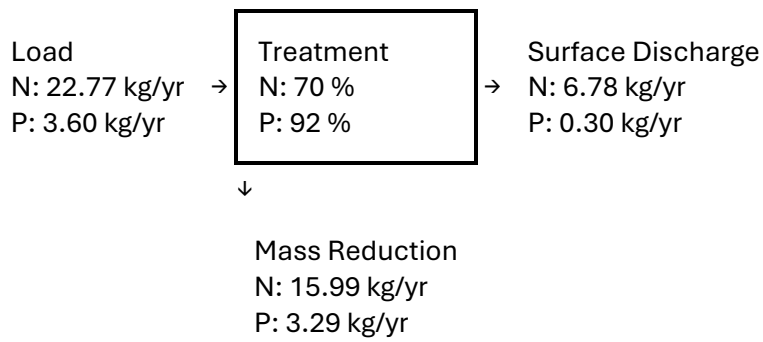 Load
N: 22.77 kg/yr
P: 3.60 kg/yr
→
Treatment
N: 70 %
P: 92 %
→
Surface Discharge
N: 6.78 kg/yr
P: 0.30 kg/yr
↓
Mass Reduction
N: 15.99 kg/yr
P: 3.29 kg/yr